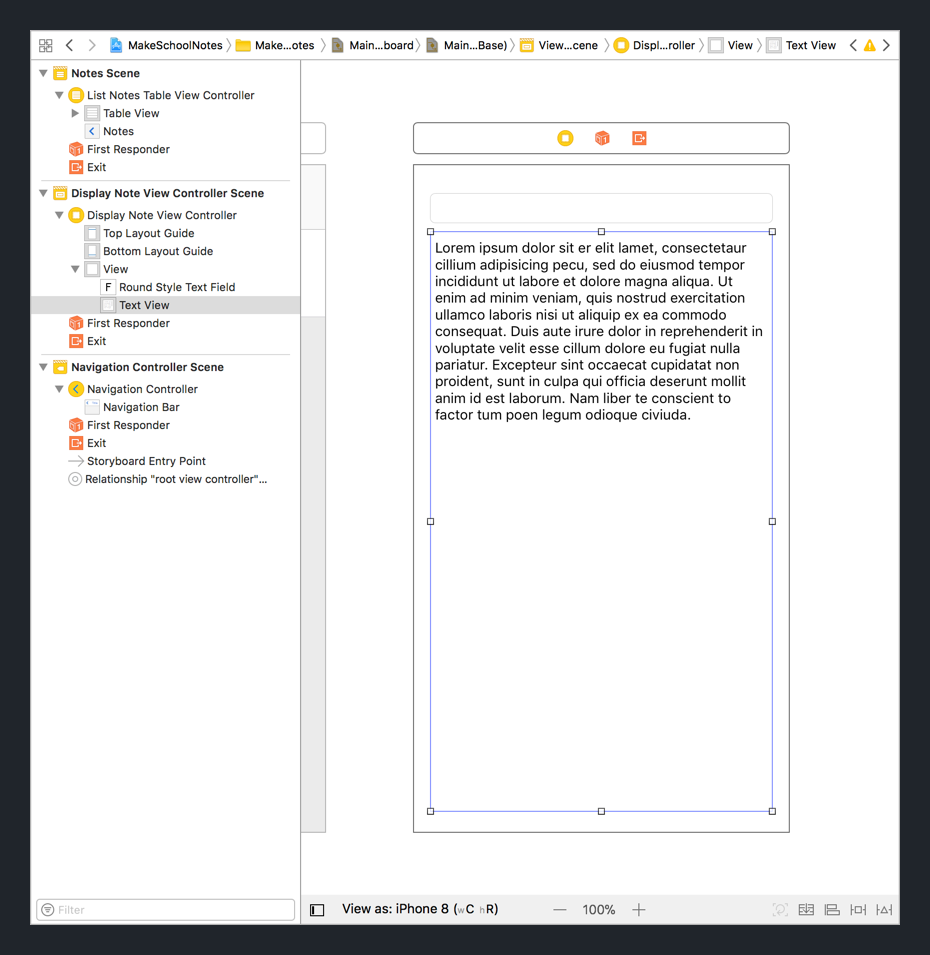 MakeSchoolNotes Make...otes Main...board Main...Base) View...cene Displ...roller View Text View
Notes Scene
List Notes Table View Controller
Table View
Notes
First Responder
Exit
Display Note View Controller Scene
Display Note View Controller
Top Layout Guide
Bottom Layout Guide
View
F Round Style Text Field
Text View
First Responder
Exit
Navigation Controller Scene
Navigation Controller
Navigation Bar
First Responder
Exit
Storyboard Entry Point
Relationship "root view controller"...
Filter
Lorem ipsum dolor sit er elit lamet, consectetaur
cillium adipisicing pecu, sed do eiusmod tempor
incididunt ut labore et dolore magna aliqua. Ut
enim ad minim veniam, quis nostrud exercitation
ullamco laboris nisi ut aliquip ex ea commodo
consequat. Duis aute irure dolor in reprehenderit in
voluptate velit esse cillum dolore eu fugiat nulla
pariatur. Excepteur sint occaecat cupidatat non
proident, sunt in culpa qui officia deserunt mollit
anim id est laborum. Nam liber te conscient to
factor tum poen legum odioque civiuda.
View as: iPhone 8 (wC hR) — 100% +